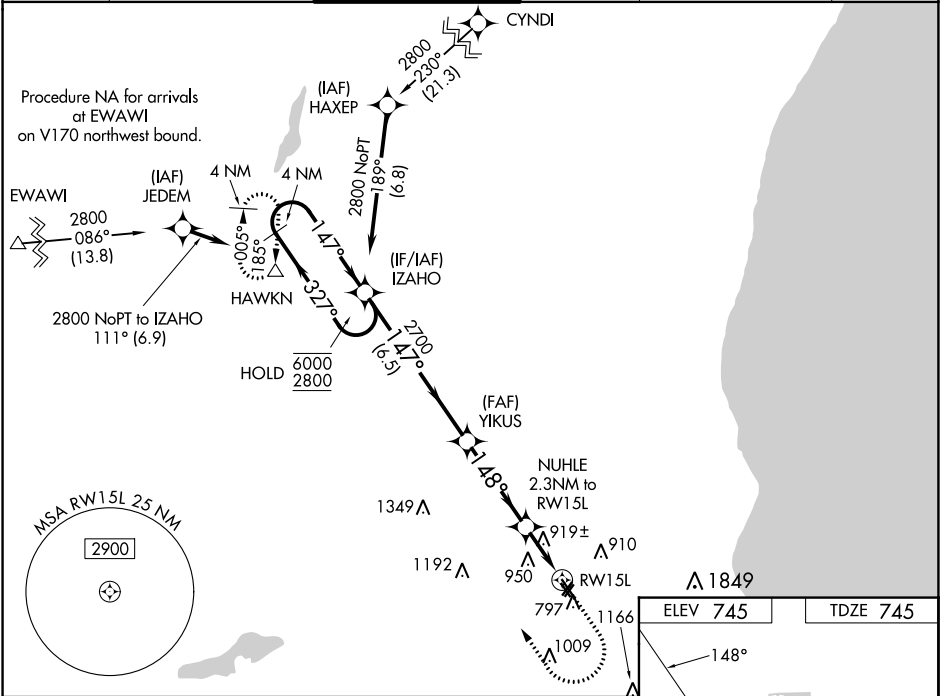 CYNDI
2800
230°
(21.3)
(IAF)
HAXEP
Procedure NA for arrivals
at EWAWI
on V170 northwest bound.
2800 NoPT
189°
(6.8)
(IAF)
JEDEM
4 NM
4 NM
EWAWI
2800
086°
(13.8)
005°
185°
147°
(IF/IAF)
IZAHO
HAWKN
327°
2800 NoPT to IZAHO
111° (6.9)
HOLD
6000
2800
2700
147°
(6.5)
(FAF)
YIKUS
148°
NUHLE
2.3NM to
RW15L
1349
919±
910
MSA RW15L 25 NM
2900
1192
950
RW15L
1849
797
1166
1009
ELEV 745
TDZE 745
148°